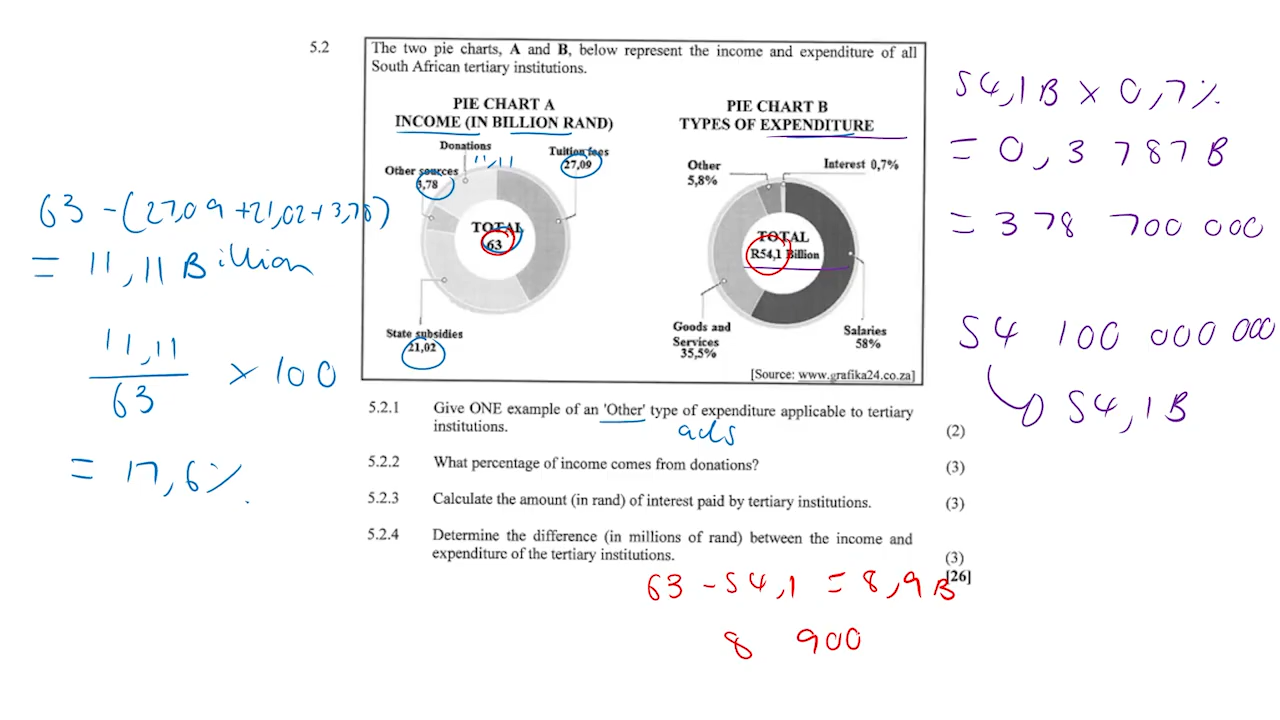 5.2 The two pie charts, A and B, below represent the income and expenditure of all
South African tertiary institutions.
PIE CHART A
INCOME (IN BILLION RAND)
Donations
11,11
Tuition fees
27,09
Other sources
3,78
TOTAL
63
State subsidies
21,02
PIE CHART B
TYPES OF EXPENDITURE
Other
5,8%
Interest 0,7%
TOTAL
R54,1 Billion
Goods and
Services
35,5%
Salaries
58%
[Source: www.grafika24.co.za]
5.2.1 Give ONE example of an 'Other' type of expenditure applicable to tertiary
institutions. (2)
ads
5.2.2 What percentage of income comes from donations? (3)
5.2.3 Calculate the amount (in rand) of interest paid by tertiary institutions. (3)
5.2.4 Determine the difference (in millions of rand) between the income and
expenditure of the tertiary institutions. (3)
[26]
63 - 54,1 = 8,9 B
8 900
63 - (27,09 + 21,02 + 3,78)
= 11,11 Billion
11,11
63
× 100
= 17,6%.
54,1B × 0,7%
= 0,3787B
= 378 700 000
54 100 000 000
54,1B